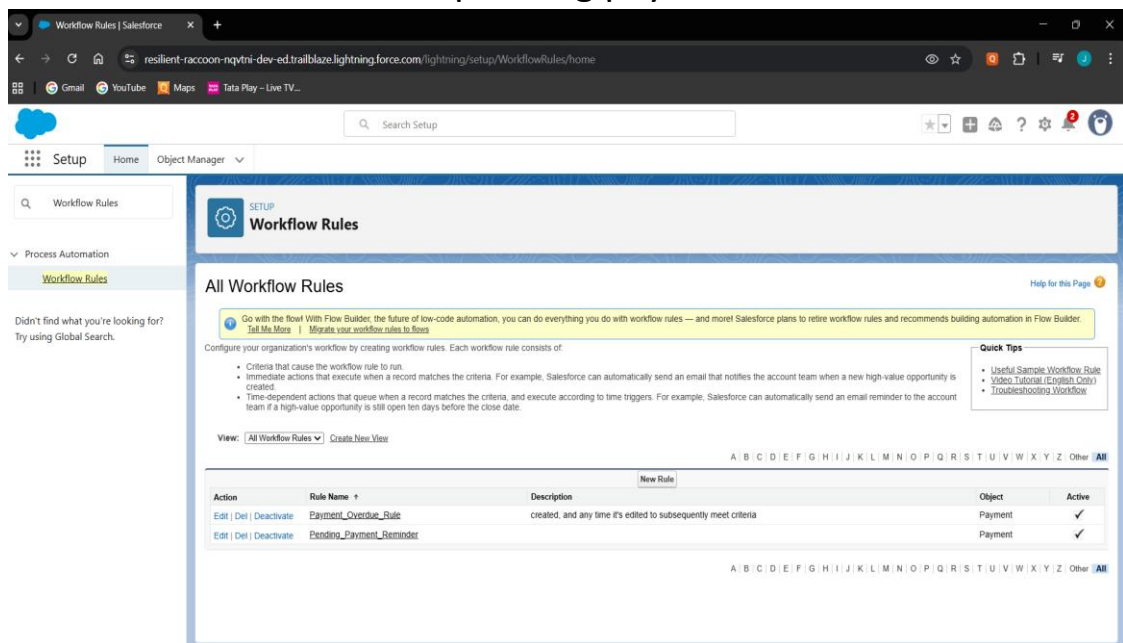 Workflow Rules | Salesforce
resilient-raccoon-nqvtni-dev-ed.trailblaze.lightning.force.com/lightning/setup/WorkflowRules/home
Gmail YouTube Maps Tata Play – Live TV...
Search Setup
2
Setup Home Object Manager
Workflow Rules
Process Automation
Workflow Rules
Didn't find what you're looking for?
Try using Global Search.
SETUP
Workflow Rules
All Workflow Rules
Help for this Page
Go with the flow! With Flow Builder, the future of low-code automation, you can do everything you do with workflow rules — and more! Salesforce plans to retire workflow rules and recommends building automation in Flow Builder.
Tell Me More | Migrate your workflow rules to flows
Configure your organization's workflow by creating workflow rules. Each workflow rule consists of:
• Criteria that cause the workflow rule to run.
• Immediate actions that execute when a record matches the criteria. For example, Salesforce can automatically send an email that notifies the account team when a new high-value opportunity is
created.
• Time-dependent actions that queue when a record matches the criteria, and execute according to time triggers. For example, Salesforce can automatically send an email reminder to the account
team if a high-value opportunity is still open ten days before the close date.
Quick Tips
• Useful Sample Workflow Rule
• Video Tutorial (English Only)
• Troubleshooting Workflow
View: All Workflow Rules Create New View
A | B | C | D | E | F | G | H | I | J | K | L | M | N | O | P | Q | R | S | T | U | V | W | X | Y | Z | Other | All
New Rule
Action Rule Name ↑ Description Object Active
Edit | Del | Deactivate Payment_Overdue_Rule created, and any time it's edited to subsequently meet criteria Payment ✓
Edit | Del | Deactivate Pending_Payment_Reminder Payment ✓
A | B | C | D | E | F | G | H | I | J | K | L | M | N | O | P | Q | R | S | T | U | V | W | X | Y | Z | Other | All